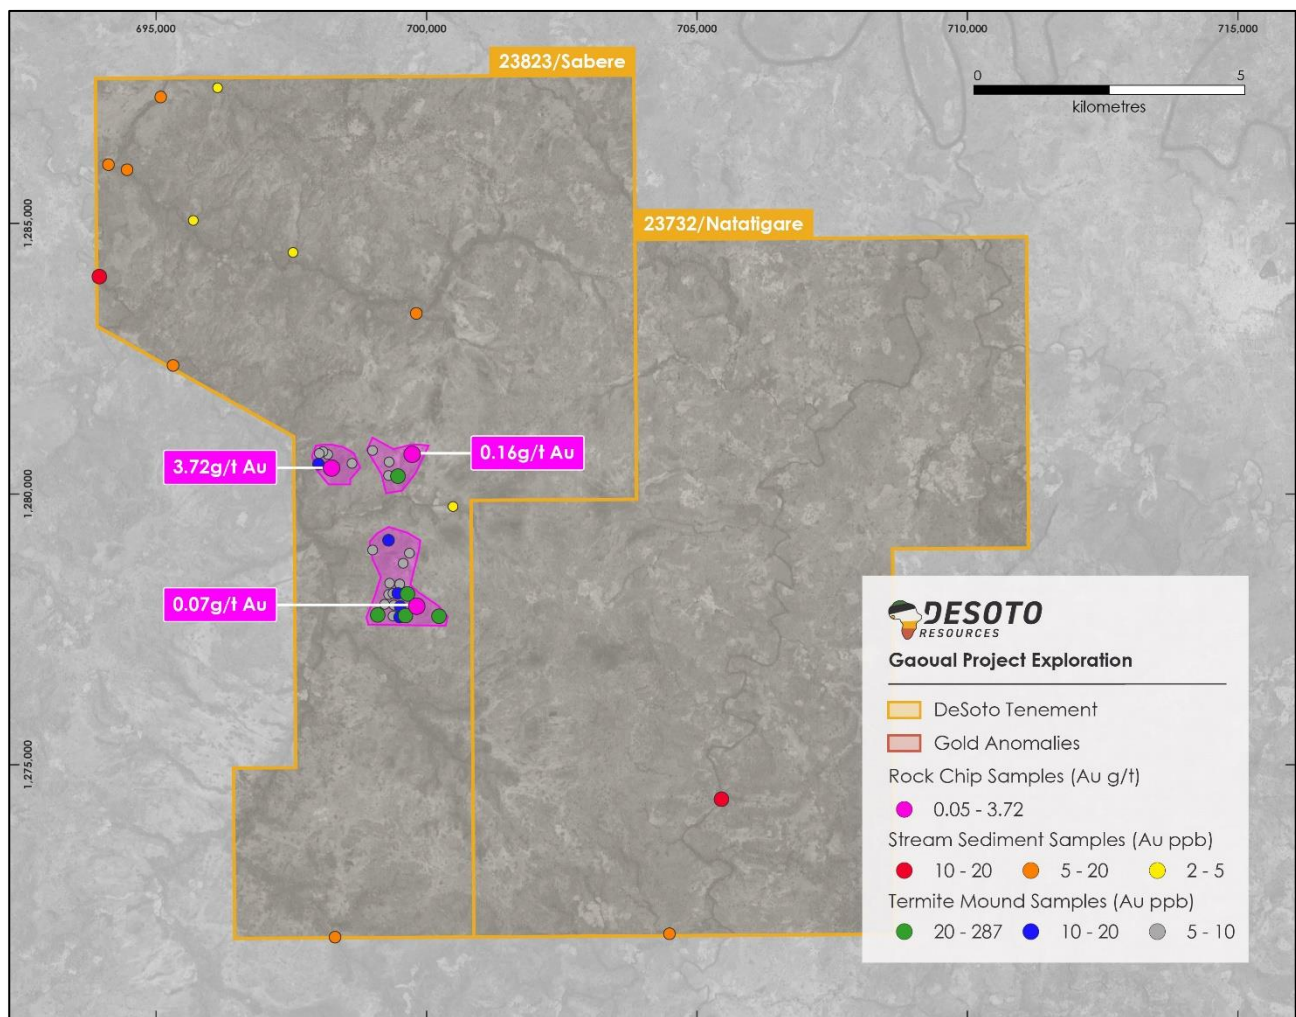 695,000
700,000
705,000
710,000
715,000
23823/Sabere
0
5
kilometres
1,285,000
23732/Natatigare
3.72g/t Au
0.16g/t Au
1,280,000
0.07g/t Au
1,275,000
DESOTO
RESOURCES
Gaoual Project Exploration
DeSoto Tenement
Gold Anomalies
Rock Chip Samples (Au g/t)
0.05 - 3.72
Stream Sediment Samples (Au ppb)
10 - 20 5 - 20 2 - 5
Termite Mound Samples (Au ppb)
20 - 287 10 - 20 5 - 10